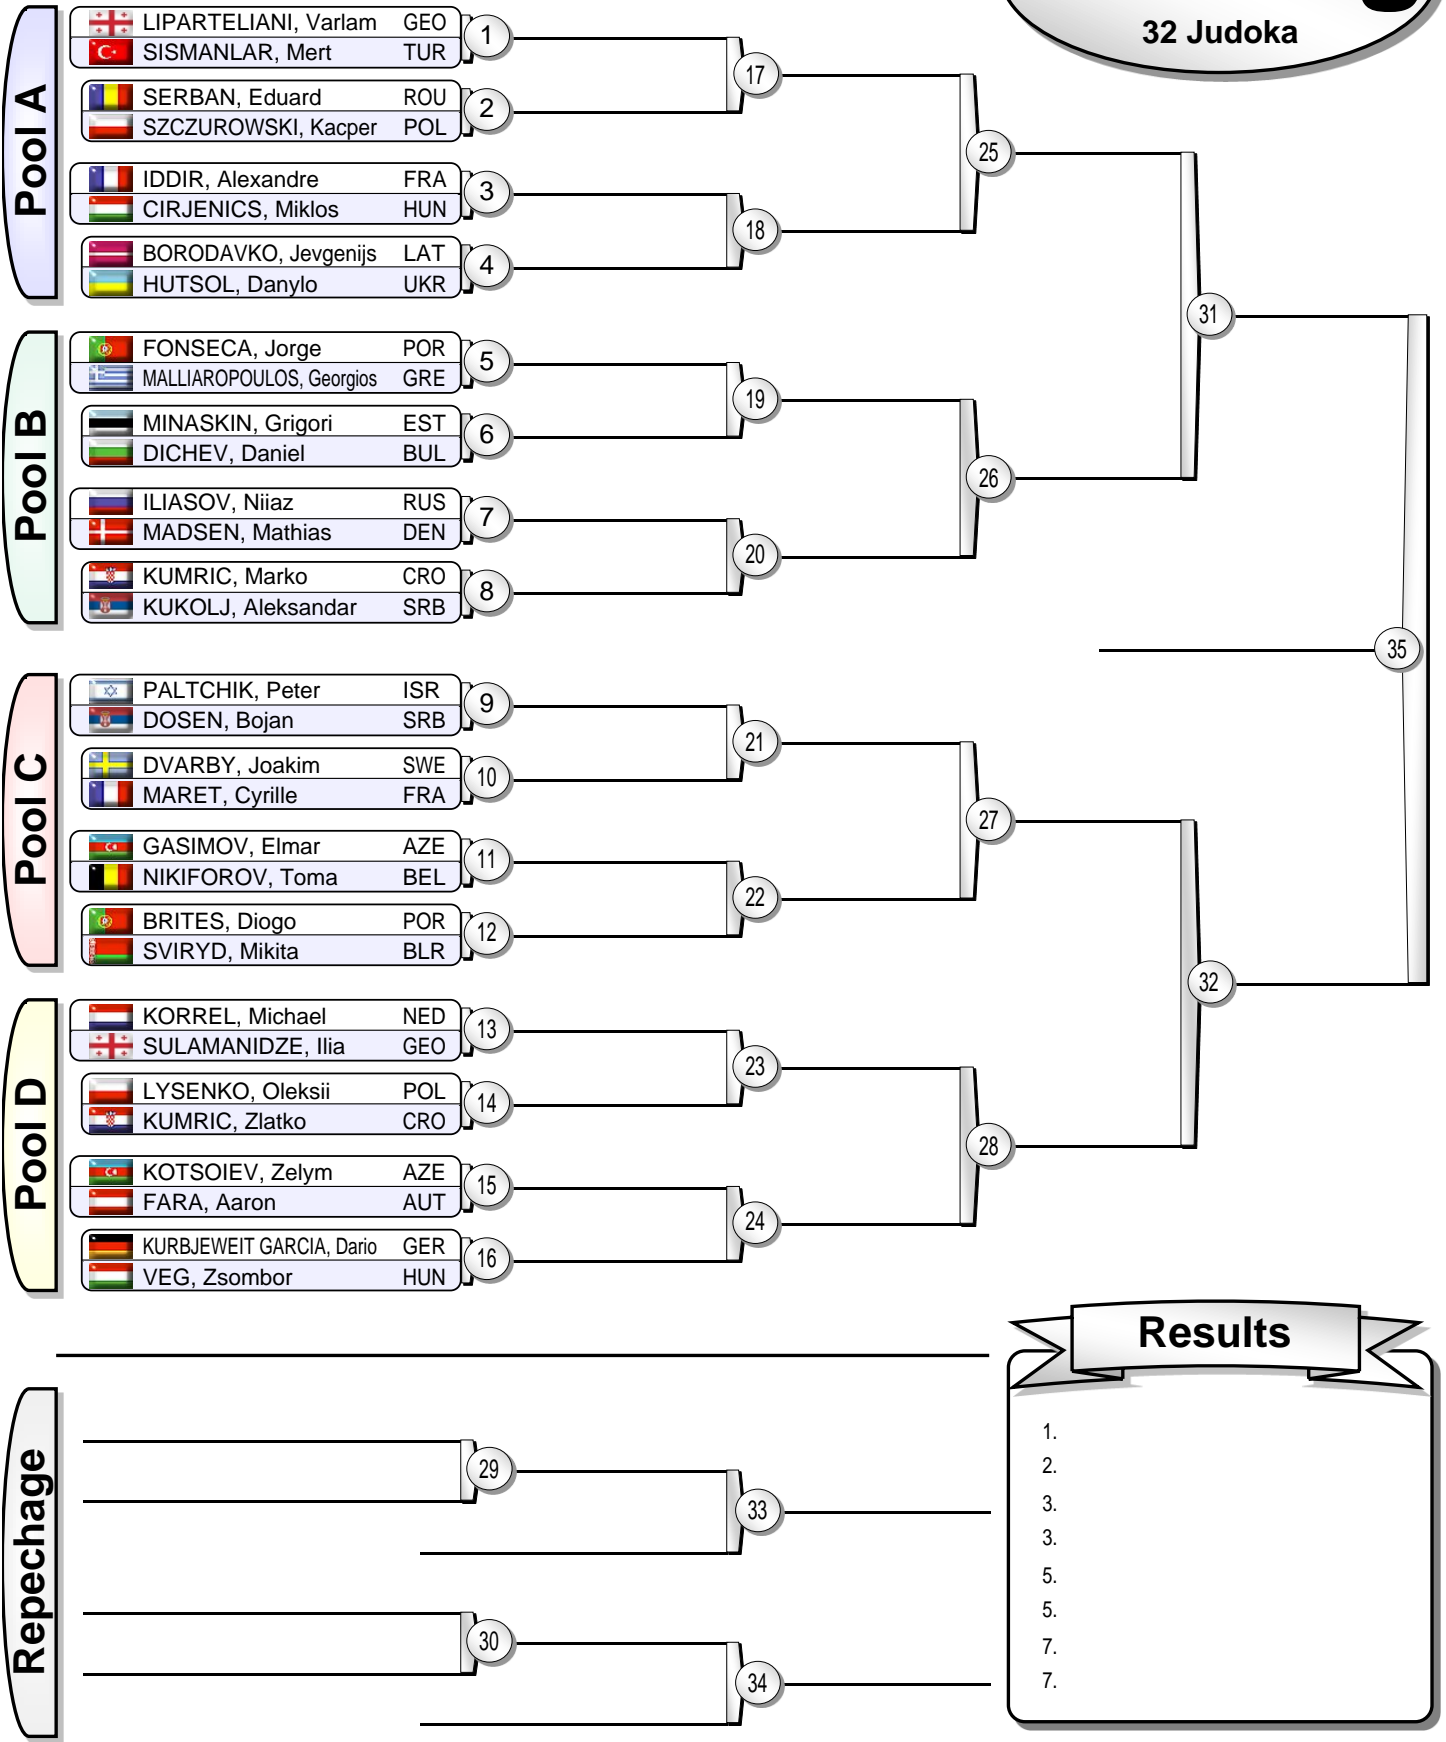 32 Judoka
Pool A
LIPARTELIANI, Varlam GEO
SISMANLAR, Mert TUR
1
SERBAN, Eduard ROU
SZCZUROWSKI, Kacper POL
2
17
IDDIR, Alexandre FRA
CIRJENICS, Miklos HUN
3
BORODAVKO, Jevgenijs LAT
HUTSOL, Danylo UKR
4
18
25
Pool B
FONSECA, Jorge POR
MALLIAROPOULOS, Georgios GRE
5
MINASKIN, Grigori EST
DICHEV, Daniel BUL
6
19
ILIASOV, Niiaz RUS
MADSEN, Mathias DEN
7
KUMRIC, Marko CRO
KUKOLJ, Aleksandar SRB
8
20
26
31
35
Pool C
PALTCHIK, Peter ISR
DOSEN, Bojan SRB
9
DVARBY, Joakim SWE
MARET, Cyrille FRA
10
21
GASIMOV, Elmar AZE
NIKIFOROV, Toma BEL
11
BRITES, Diogo POR
SVIRYD, Mikita BLR
12
22
27
Pool D
KORREL, Michael NED
SULAMANIDZE, Ilia GEO
13
LYSENKO, Oleksii POL
KUMRIC, Zlatko CRO
14
23
KOTSOIEV, Zelym AZE
FARA, Aaron AUT
15
KURBJEWEIT GARCIA, Dario GER
VEG, Zsombor HUN
16
24
28
32
Repechage
29
33
30
34
Results
1.
2.
3.
3.
5.
5.
7.
7.